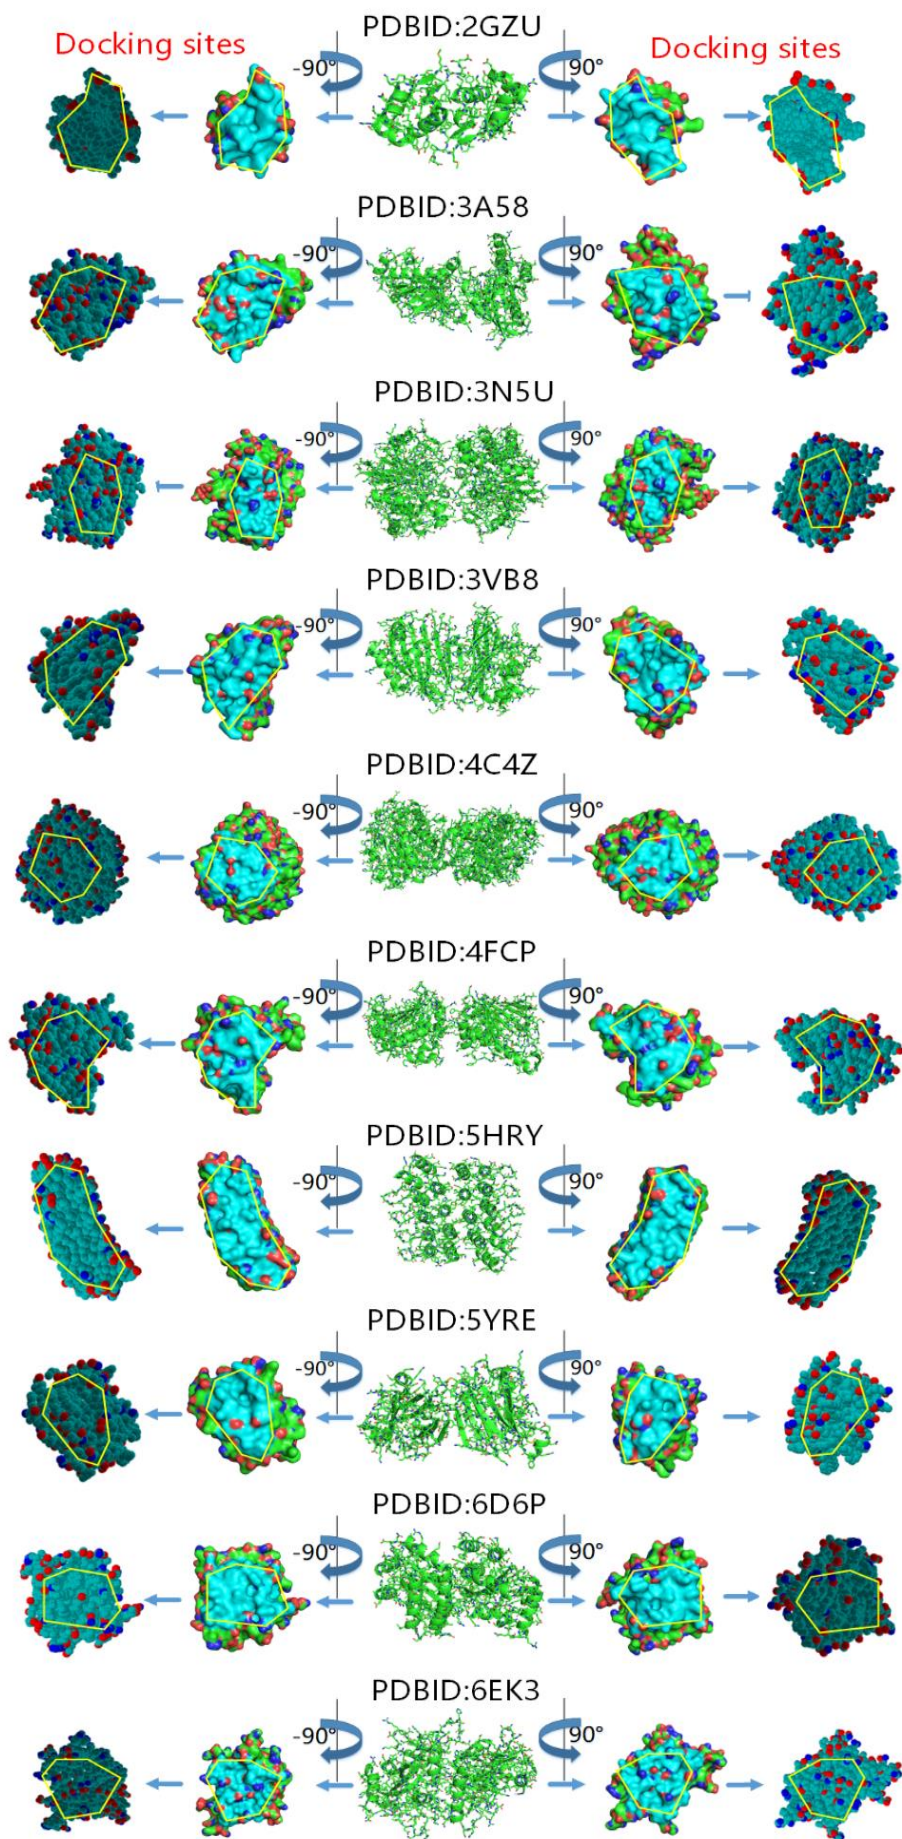 PDBID:2GZU
Docking sites
Docking sites
-90°
90°
PDBID:3A58
-90°
90°
PDBID:3N5U
-90°
90°
PDBID:3VB8
-90°
90°
PDBID:4C4Z
-90°
90°
PDBID:4FCP
-90°
90°
PDBID:5HRY
-90°
90°
PDBID:5YRE
-90°
90°
PDBID:6D6P
-90°
90°
PDBID:6EK3
-90°
90°